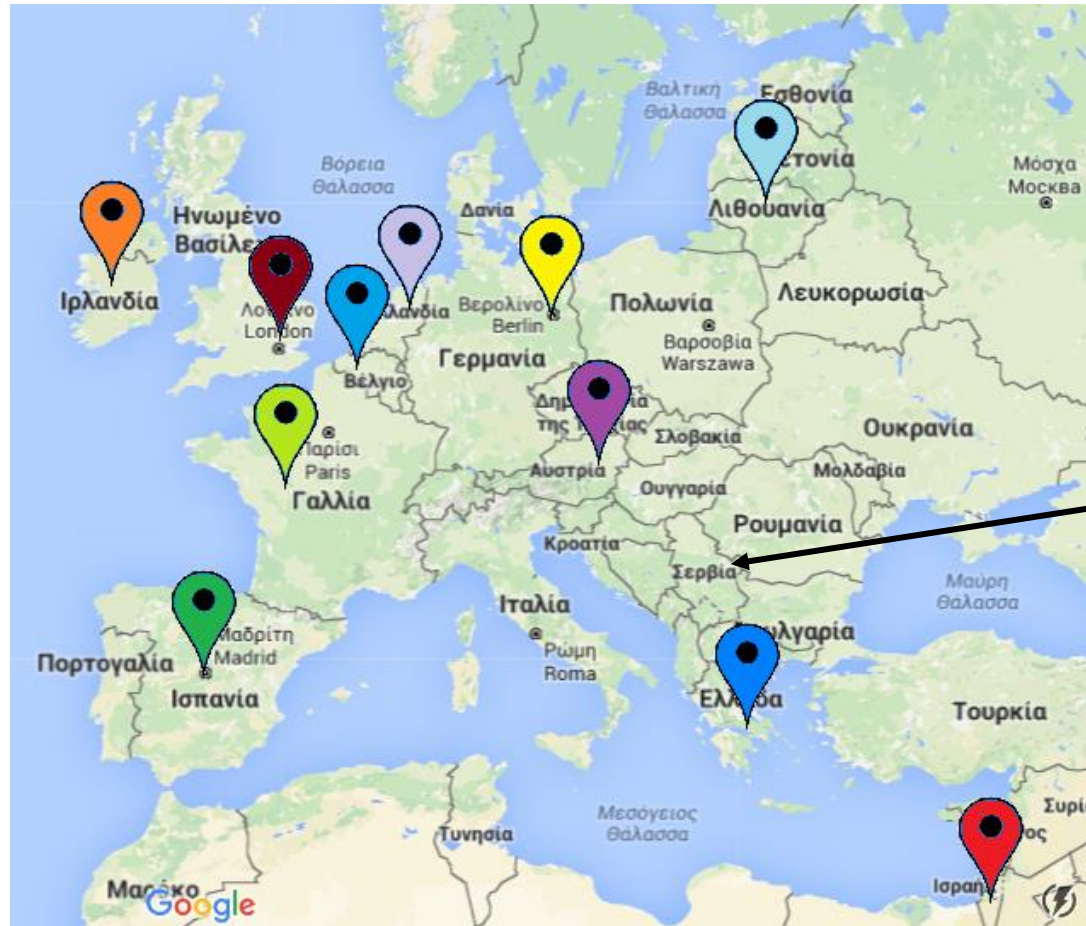 Βαλτική
Θάλασσα
Εσθονία
Μόσχα
Москва
Βόρεια
Θάλασσα
Δανία
Λιθουανία
Ηνωμένο
Ιρλανδία
London
Βερολίνο
Berlin
Πολωνία
Λευκορωσία
Βαρσοβία
Warszawa
Γερμανία
Βέλγιο
της
Σλοβακία
Ουκρανία
Paris
Γαλλία
Αυστρία
Ουγγαρία
Μολδαβία
Ρουμανία
Κροατία
Σερβία
Μαύρη
Θάλασσα
Ιταλία
Ρώμη
Roma
Μαδρίτη
Madrid
Πορτογαλία
Ισπανία
Τουρκία
Μεσόγειος
Θάλασσα
Τυνησία
Google